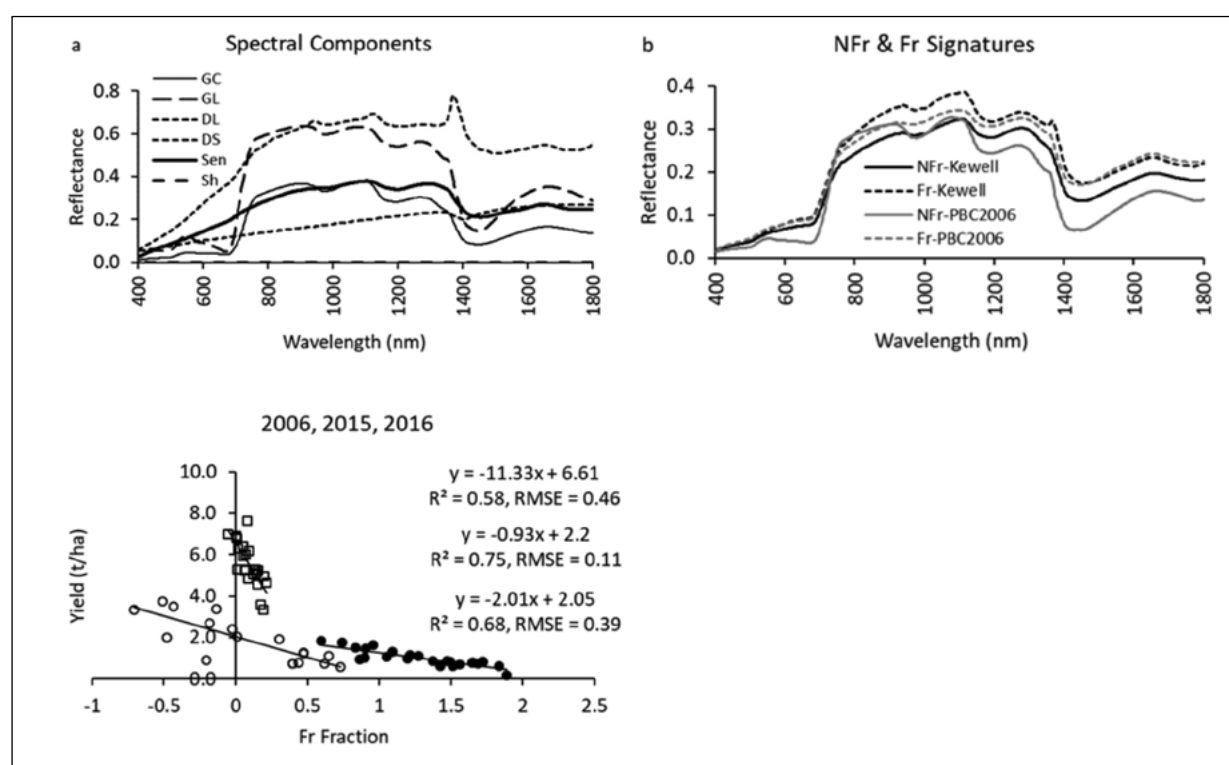 a
Spectral Components
GC
GL
DL
DS
Sen
Sh
0.8
0.6
0.4
0.2
0.0
Reflectance
400
600
800
1000
1200
1400
1600
1800
Wavelength (nm)
b
NFr & Fr Signatures
0.4
0.3
0.2
0.1
0.0
Reflectance
NFr-Kewell
Fr-Kewell
NFr-PBC2006
Fr-PBC2006
400
600
800
1000
1200
1400
1600
1800
Wavelength (nm)
2006, 2015, 2016
10.0
8.0
6.0
4.0
2.0
0.0
Yield (t/ha)
y = -11.33x + 6.61
R² = 0.58, RMSE = 0.46
y = -0.93x + 2.2
R² = 0.75, RMSE = 0.11
y = -2.01x + 2.05
R² = 0.68, RMSE = 0.39
-1
-0.5
0
0.5
1
1.5
2
2.5
Fr Fraction